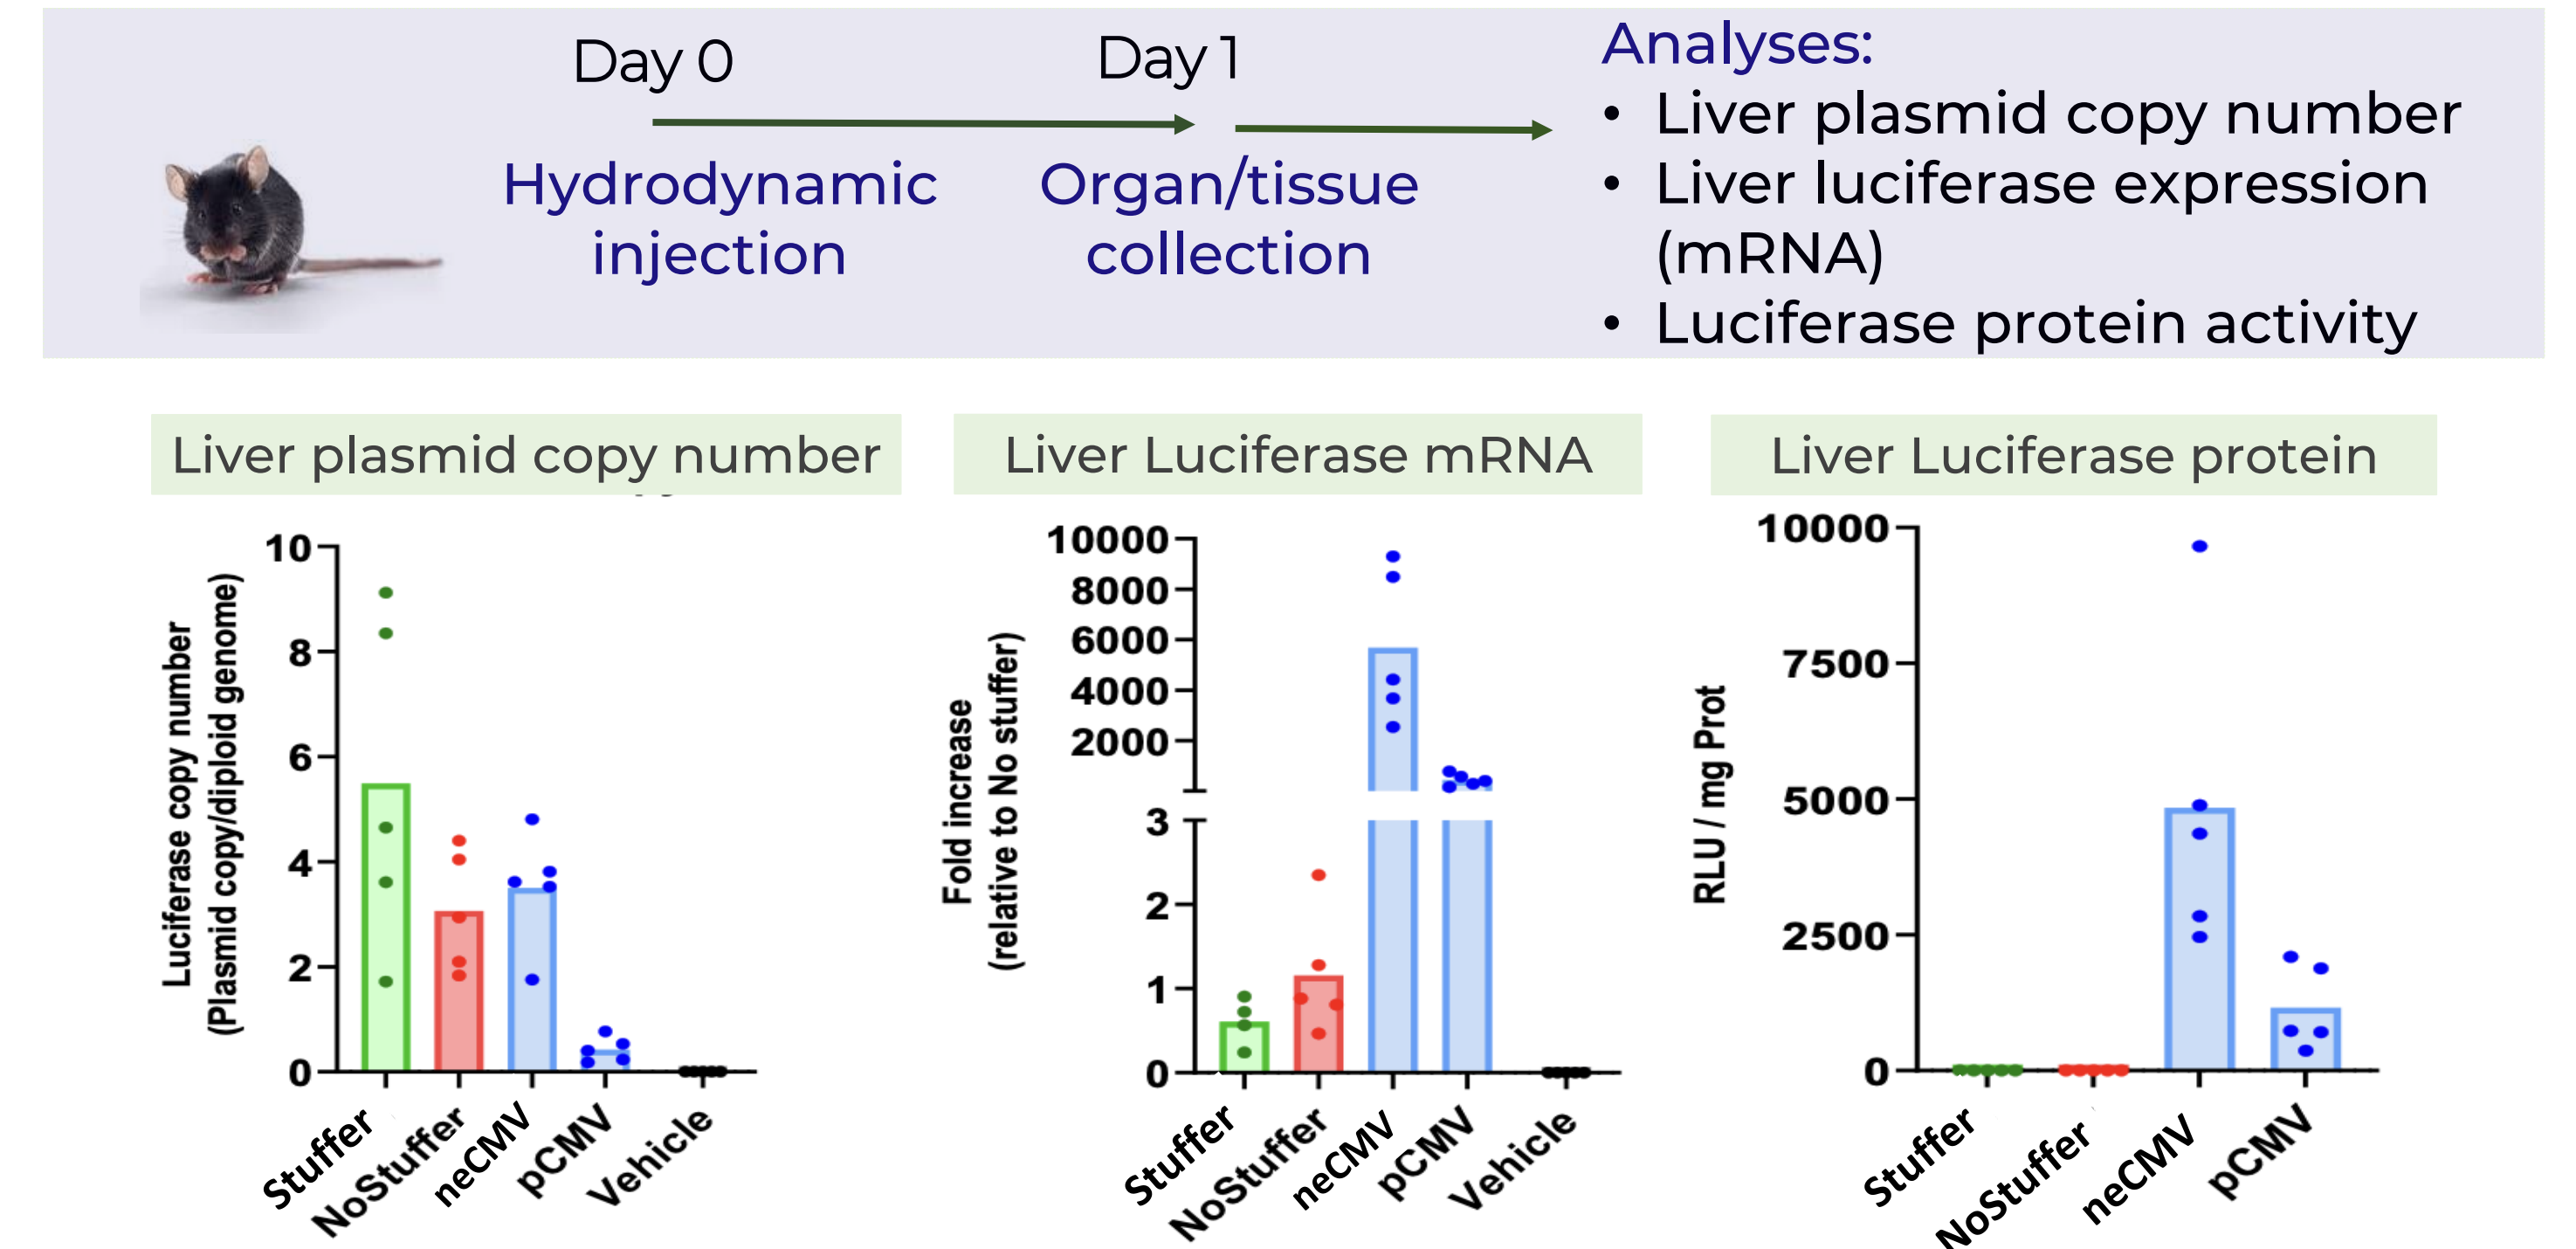 Day 0
Day 1
Hydrodynamic
injection
Organ/tissue
collection
Analyses:
• Liver plasmid copy number
• Liver luciferase expression
(mRNA)
• Luciferase protein activity
Liver plasmid copy number
Luciferase copy number
(Plasmid copy/diploid genome)
10
8
6
4
2
0
Stuffer
NoStuffer
neCMV
pCMV
Vehicle
Liver Luciferase mRNA
Fold increase
(relative to No stuffer)
10000
8000
6000
4000
2000
3
2
1
0
Stuffer
NoStuffer
neCMV
pCMV
Vehicle
Liver Luciferase protein
RLU / mg Prot
10000
7500
5000
2500
0
Stuffer
NoStuffer
neCMV
pCMV